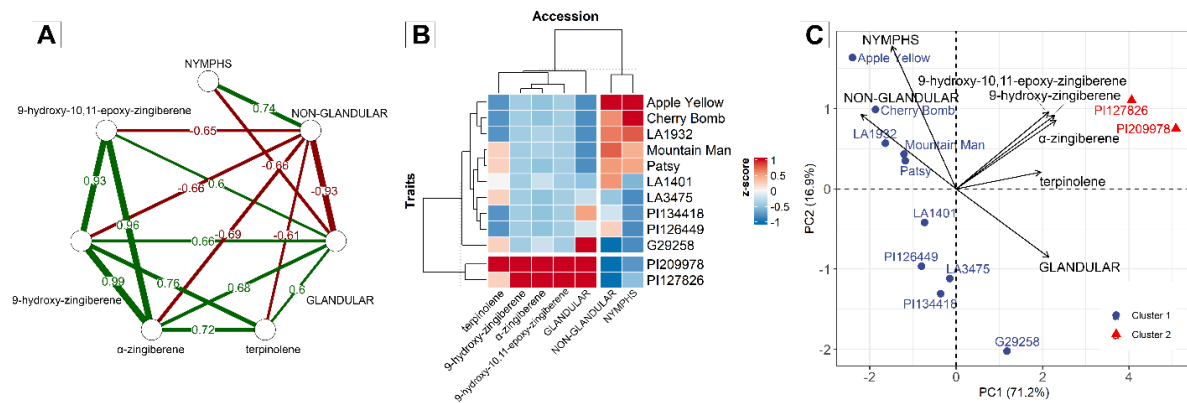 A
NYMPHS
9-hydroxy-10,11-epoxy-zingiberene
NON-GLANDULAR
0.74
-0.65
-0.66
-0.66
0.6
-0.93
0.93
0.96
-0.69
-0.61
0.66
0.99
0.76
0.68
0.6
0.72
9-hydroxy-zingiberene
GLANDULAR
α-zingiberene
terpinolene
B
Accession
Traits
Apple Yellow
Cherry Bomb
LA1932
Mountain Man
Patsy
LA1401
LA3475
PI134418
PI126449
G29258
PI209978
PI127826
terpinolene
9-hydroxy-zingiberene
α-zingiberene
9-hydroxy-10,11-epoxy-zingiberene
GLANDULAR
NON-GLANDULAR
NYMPHS
z-score
1
0.5
0
-0.5
-1
C
NYMPHS
Apple Yellow
9-hydroxy-10,11-epoxy-zingiberene
9-hydroxy-zingiberene
NON-GLANDULAR
Cherry Bomb
PI127826
PI209978
LA1932
Mountain Man
α-zingiberene
Patsy
terpinolene
LA1401
PI126449
LA3475
GLANDULAR
PI134418
G29258
Cluster 1
Cluster 2
1
0
-1
-2
PC2 (16.9%)
-2
0
2
4
PC1 (71.2%)